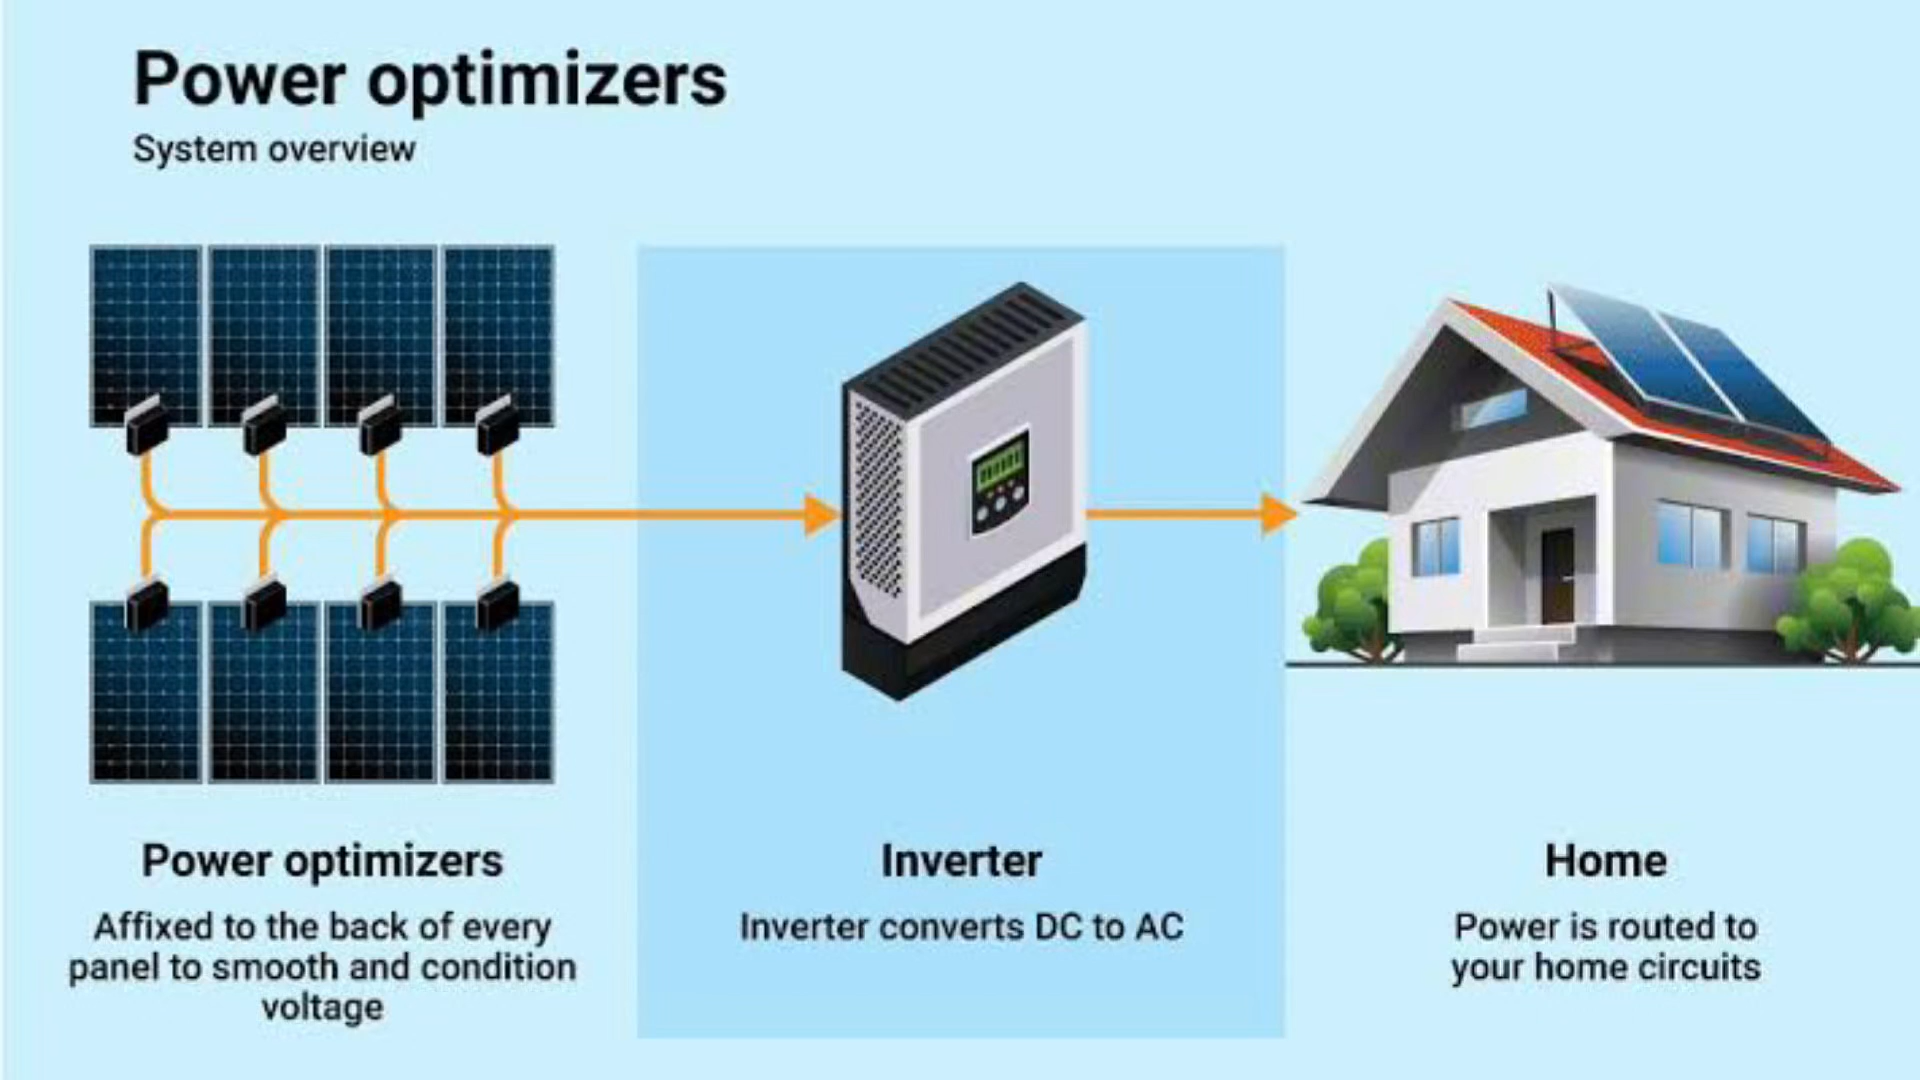 Power optimizers
System overview
Power optimizers
Affixed to the back of every
panel to smooth and condition
voltage
Inverter
Inverter converts DC to AC
Home
Power is routed to
your home circuits